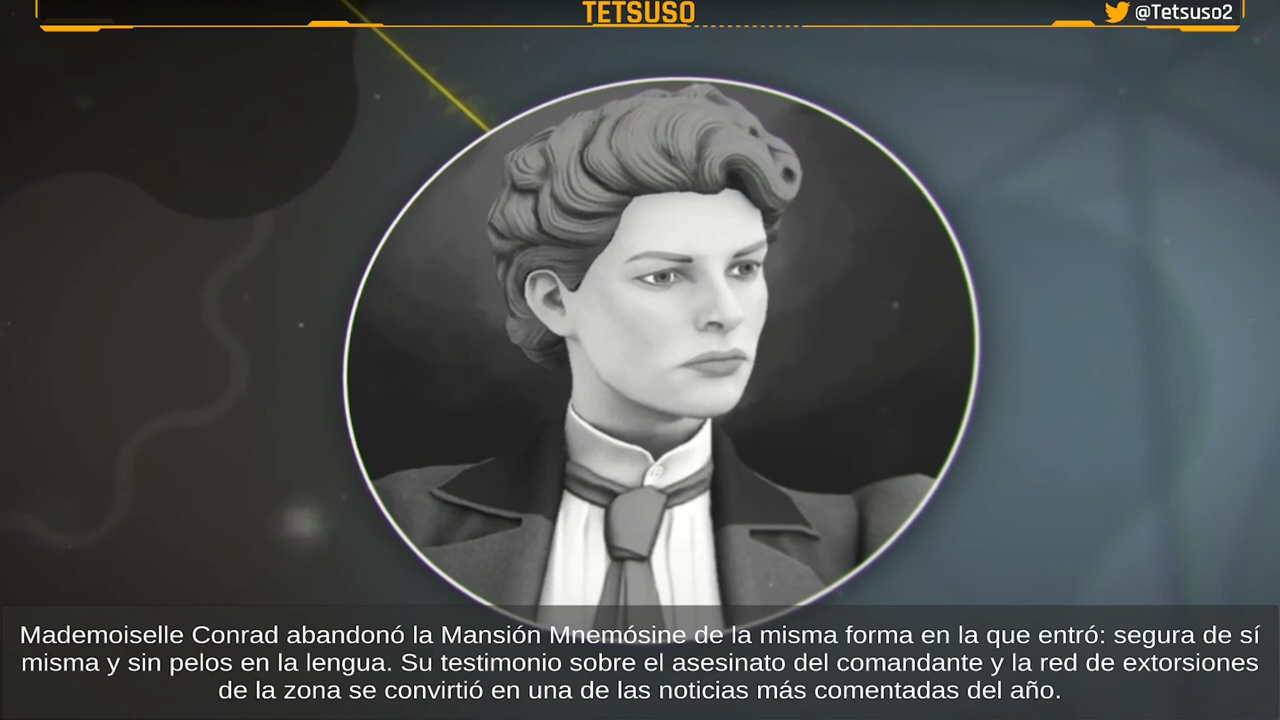 TETSUSO
@Tetsuso2
Mademoiselle Conrad abandonó la Mansión Mnemósine de la misma forma en la que entró: segura de sí
misma y sin pelos en la lengua. Su testimonio sobre el asesinato del comandante y la red de extorsiones
de la zona se convirtió en una de las noticias más comentadas del año.